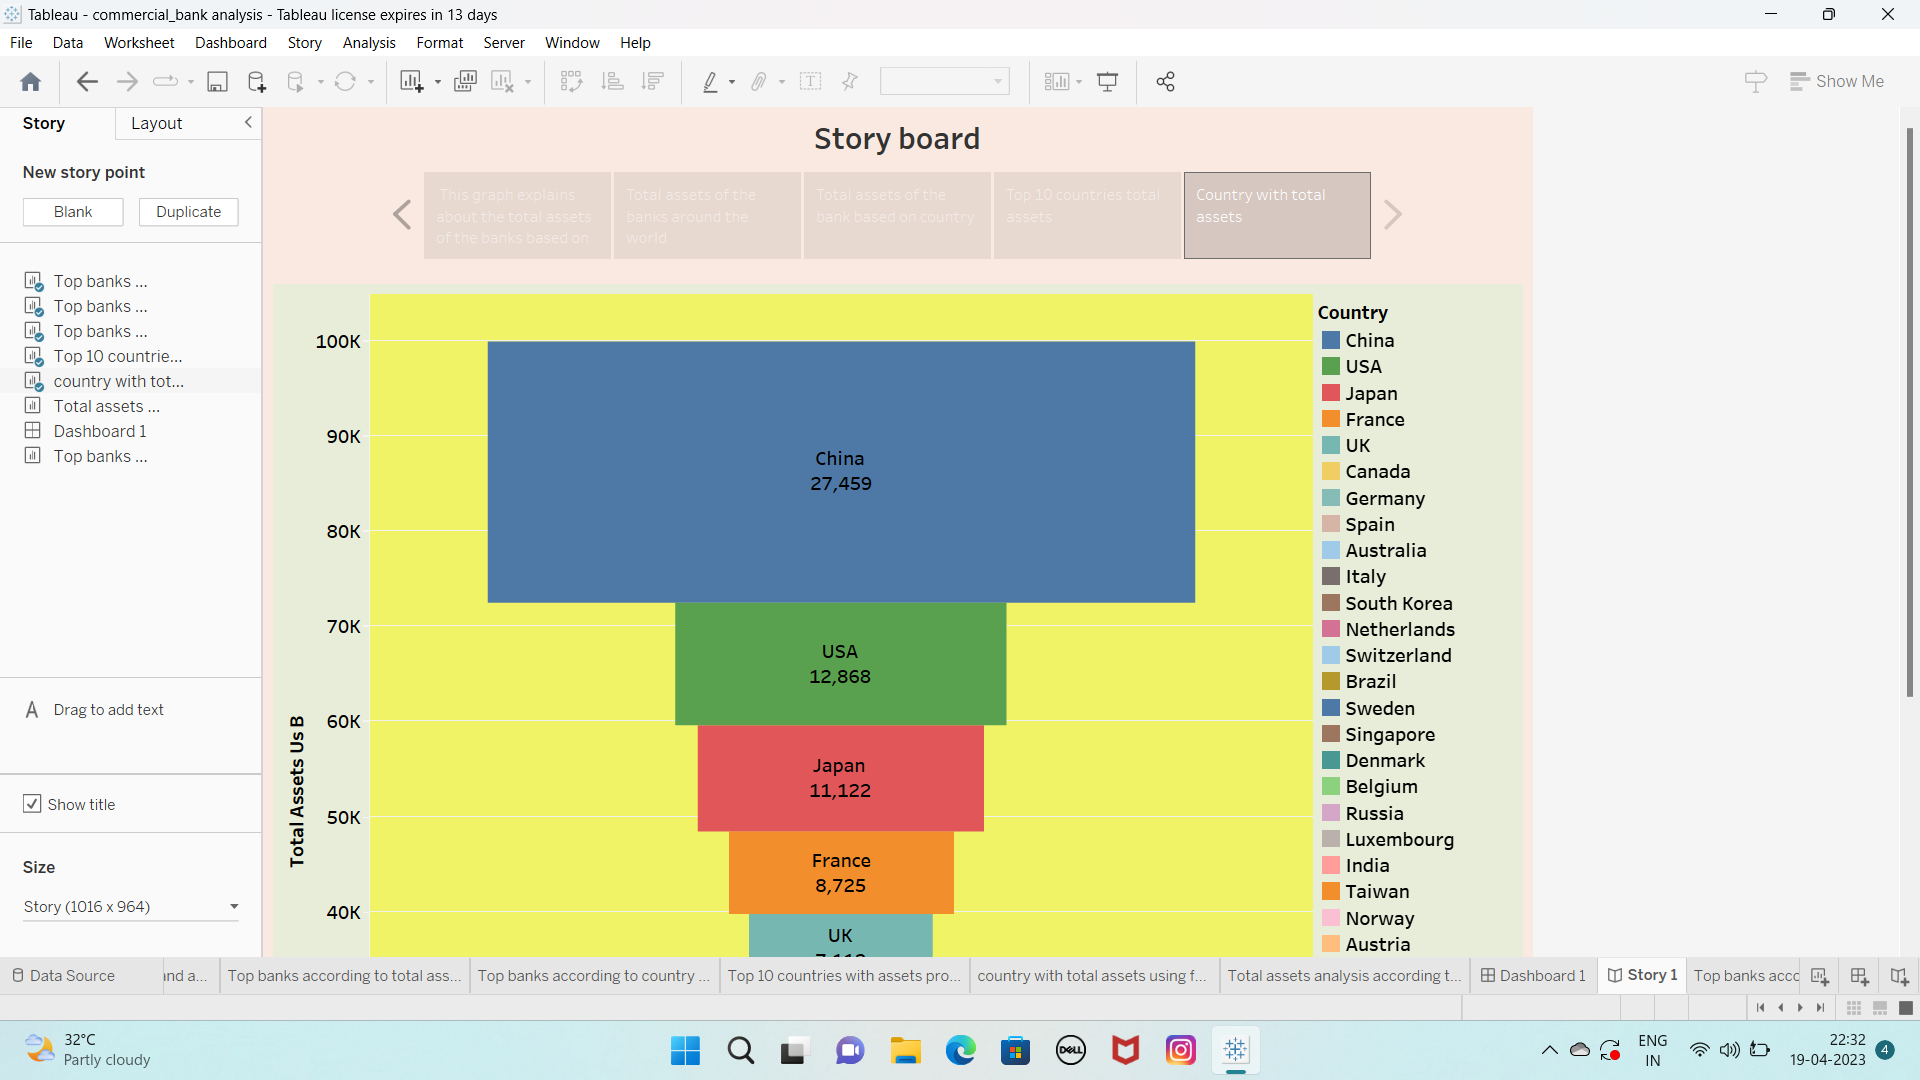 Tableau - commercial_bank analysis - Tableau license expires in 13 days
File Data Worksheet Dashboard Story Analysis Format Server Window Help
Show Me
Story Layout
New story point
Blank Duplicate
Top banks ...
Top banks ...
Top banks ...
Top 10 countrie...
country with tot...
Total assets ...
Dashboard 1
Top banks ...
Drag to add text
Show title
Size
Story (1016 x 964)
Story board
This graph explains
about the total assets
of the banks based on
Total assets of the
banks around the
world
Total assets of the
bank based on country
Top 10 countries total
assets
Country with total
assets
Total Assets Us B
100K
90K
80K
70K
60K
50K
40K
China
27,459
USA
12,868
Japan
11,122
France
8,725
UK
Country
China
USA
Japan
France
UK
Canada
Germany
Spain
Australia
Italy
South Korea
Netherlands
Switzerland
Brazil
Sweden
Singapore
Denmark
Belgium
Russia
Luxembourg
India
Taiwan
Norway
Austria
Data Source nd a... Top banks according to total ass... Top banks according to country ... Top 10 countries with assets pro... country with total assets using f... Total assets analysis according t... Dashboard 1 Story 1 Top banks acco
32°C
Partly cloudy
DELL
ENG
IN
22:32
19-04-2023
4